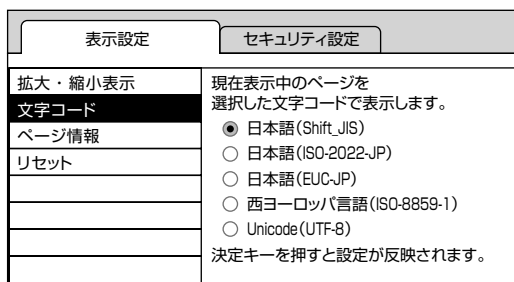 表示設定
セキュリティ設定
拡大・縮小表示
文字コード
ページ情報
リセット
現在表示中のページを
選択した文字コードで表示します。
日本語(Shift_JIS)
日本語(ISO-2022-JP)
日本語(EUC-JP)
西ヨーロッパ言語(ISO-8859-1)
Unicode(UTF-8)
決定キーを押すと設定が反映されます。